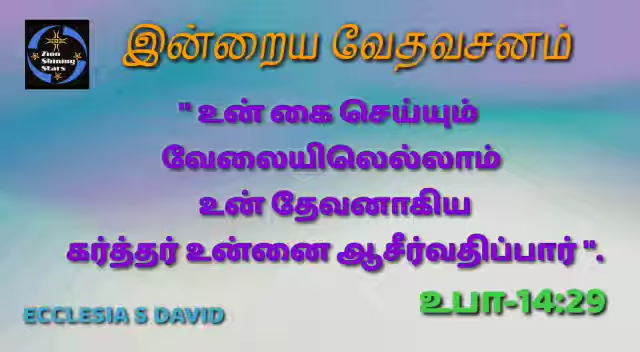 Zion
Shining
Stars
இன்றைய வேதவசனம்
" உன் கை செய்யும்
வேலையிலெல்லாம்
உன் தேவனாகிய
கர்த்தர் உன்னை ஆசீர்வதிப்பார் ".
உபா-14:29
ECCLESIA S DAVID